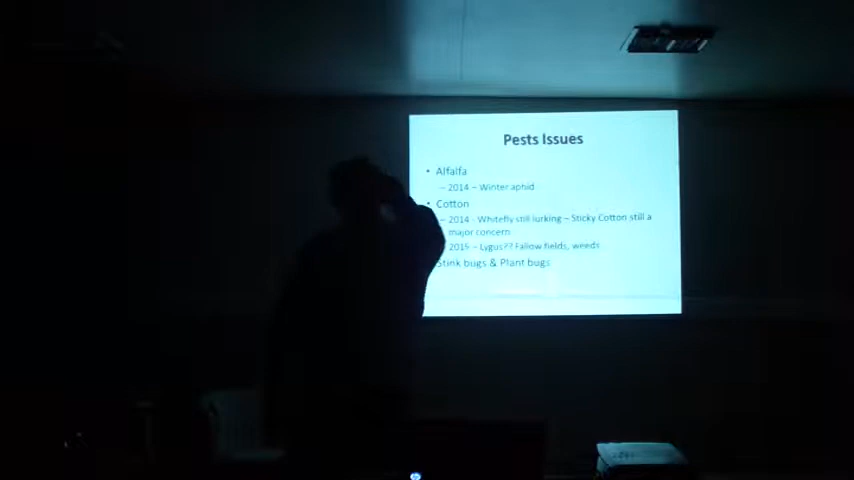 Pests Issues
• Alfalfa
– 2014 – Winter aphid
• Cotton
– 2014 - Whitefly still lurking – Sticky Cotton still a
major concern
2015 – Lygus?? Fallow fields, weeds
Stink bugs & Plant bugs
hp